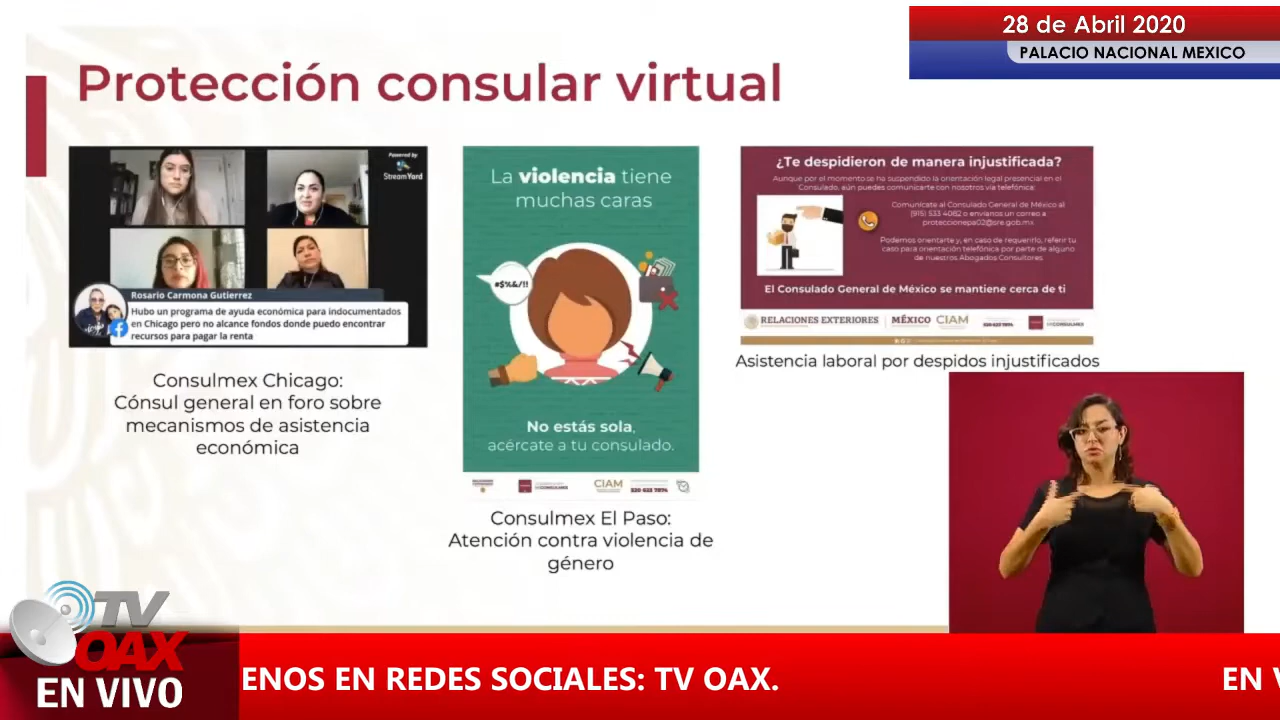 28 de Abril 2020
PALACIO NACIONAL MEXICO
Protección consular virtual
Powered by
StreamYard
Rosario Carmona Gutierrez
Hubo un programa de ayuda económica para indocumentados
en Chicago pero no alcance fondos donde puedo encontrar
recursos para pagar la renta
Consulmex Chicago:
Cónsul general en foro sobre
mecanismos de asistencia
económica
La violencia tiene
muchas caras
#$%&/!!
No estás sola,
acércate a tu consulado.
CIAM
520 623 7874
Consulmex El Paso:
Atención contra violencia de
género
¿Te despidieron de manera injustificada?
Aunque por el momento se ha suspendido la orientación legal presencial en el
Consulado, aún puedes comunicarte con nosotros vía telefónica:
Comunícate al Consulado General de México al
(915) 533 4082 o envíanos un correo a
proteccionepa02@sre.gob.mx
Podemos orientarte y, en caso de requerirlo, referir tu
caso para orientación telefónica por parte de alguno
de nuestros Abogados Consultores.
El Consulado General de México se mantiene cerca de ti
RELACIONES EXTERIORES MÉXICO CIAM 520 623 7874
Asistencia laboral por despidos injustificados
TV
OAX
EN VIVO
ENOS EN REDES SOCIALES: TV OAX.
EN V